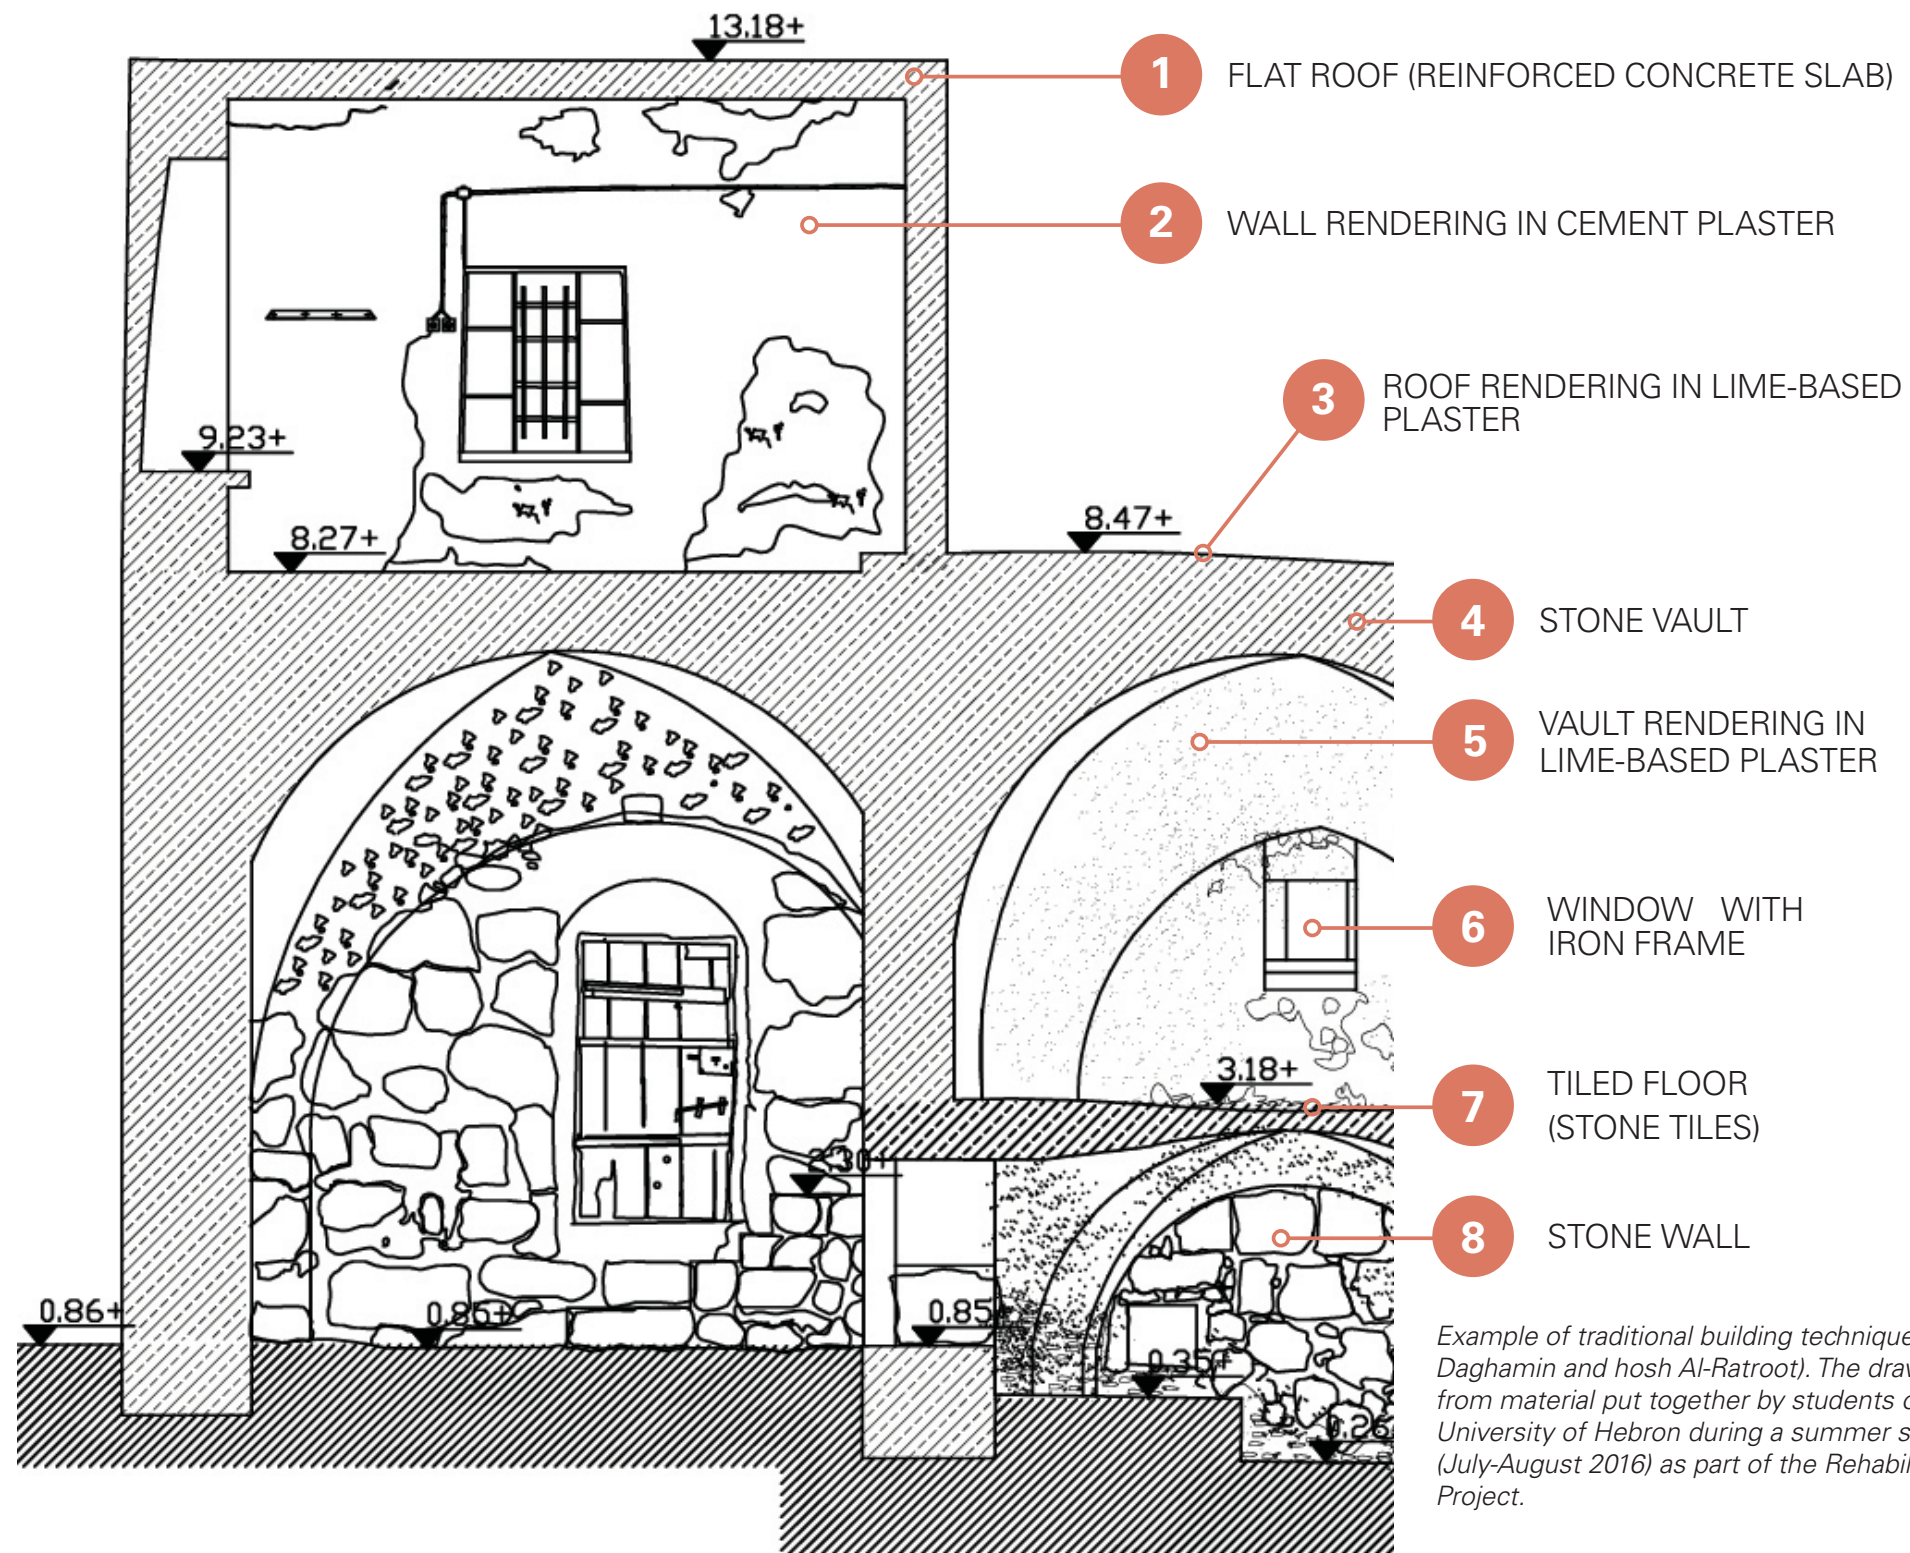 13.18+
1 FLAT ROOF (REINFORCED CONCRETE SLAB)
2 WALL RENDERING IN CEMENT PLASTER
3 ROOF RENDERING IN LIME-BASED
PLASTER
9.23+
8.27+
8.47+
4 STONE VAULT
5 VAULT RENDERING IN
LIME-BASED PLASTER
6 WINDOW WITH
IRON FRAME
3.18+
7 TILED FLOOR
(STONE TILES)
8 STONE WALL
0.86+
0.86+
0.85
0.35+
Example of traditional building technique
Daghamin and hosh Al-Ratroot). The
from material put together by students
University of Hebron during a summer
(July-August 2016) as part of the
Project.